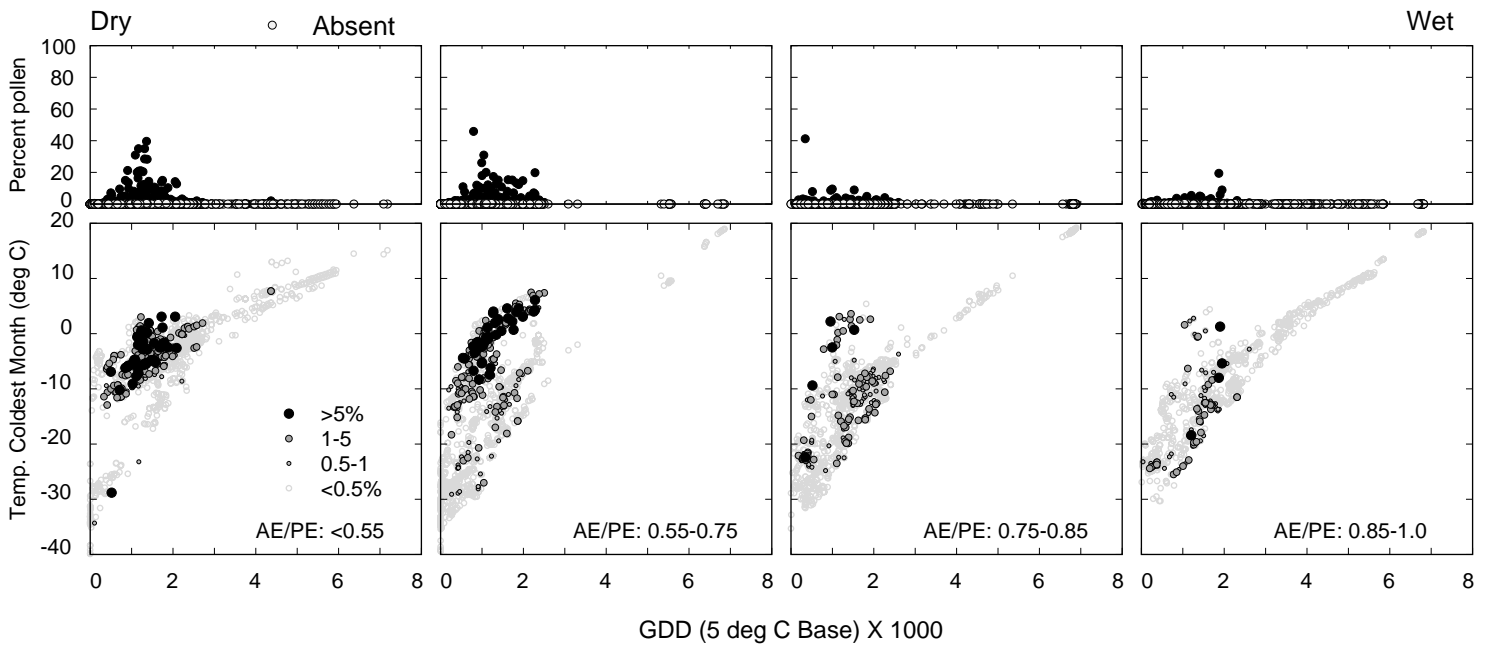 Dry
Absent
Wet
Percent pollen
100
80
60
40
20
0
Temp. Coldest Month (deg C)
20
10
0
-10
-20
-30
-40
>5%
1-5
0.5-1
<0.5%
AE/PE: <0.55
AE/PE: 0.55-0.75
AE/PE: 0.75-0.85
AE/PE: 0.85-1.0
0 2 4 6 8
0 2 4 6 8
0 2 4 6 8
0 2 4 6 8
GDD (5 deg C Base) X 1000